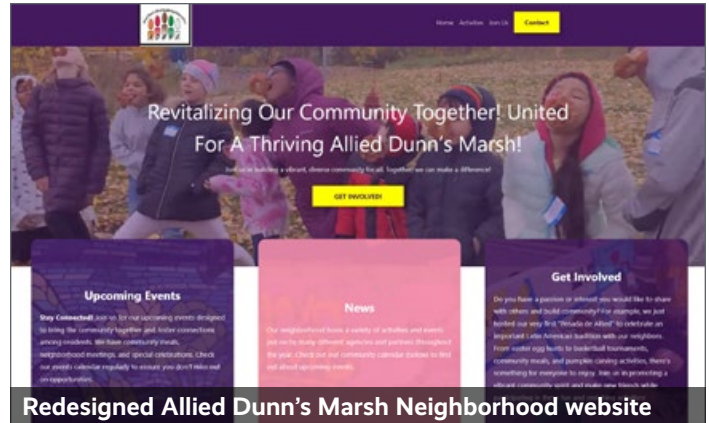 Home Activities Join Us Contact
Revitalizing Our Community Together! United
For A Thriving Allied Dunn's Marsh!
Join us in building a vibrant, diverse community for all. Together we can make a difference!
GET INVOLVED!
Upcoming Events
Stay Connected! Join us for our upcoming events designed
to bring the community together and foster connections
among residents. We have community meals,
neighborhood meetings, and special celebrations. Check
our events calendar regularly to ensure you don't miss out
on opportunities.
News
Our neighborhood hosts a variety of activities and events
put on by many different agencies and partners throughout
the year. Check out our community calendar below to find
out about upcoming events.
Get Involved
Do you have a passion or interest you would like to share
with others and build community? For example, we just
hosted our very first "Posada de Allied" to celebrate an
important Latin American tradition with our neighbors.
From easter egg hunts to basketball tournaments,
community meals, and pumpkin carving activities, there's
something for everyone to enjoy. Join us in promoting a
vibrant community spirit and make new friends while
Redesigned Allied Dunn's Marsh Neighborhood website